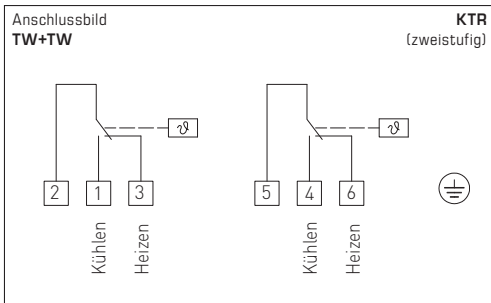 Anschlussbild
TW+TW
KTR
(zweistufig)
ϑ
ϑ
2 1 3
5 4 6
Kühlen
Heizen
Kühlen
Heizen